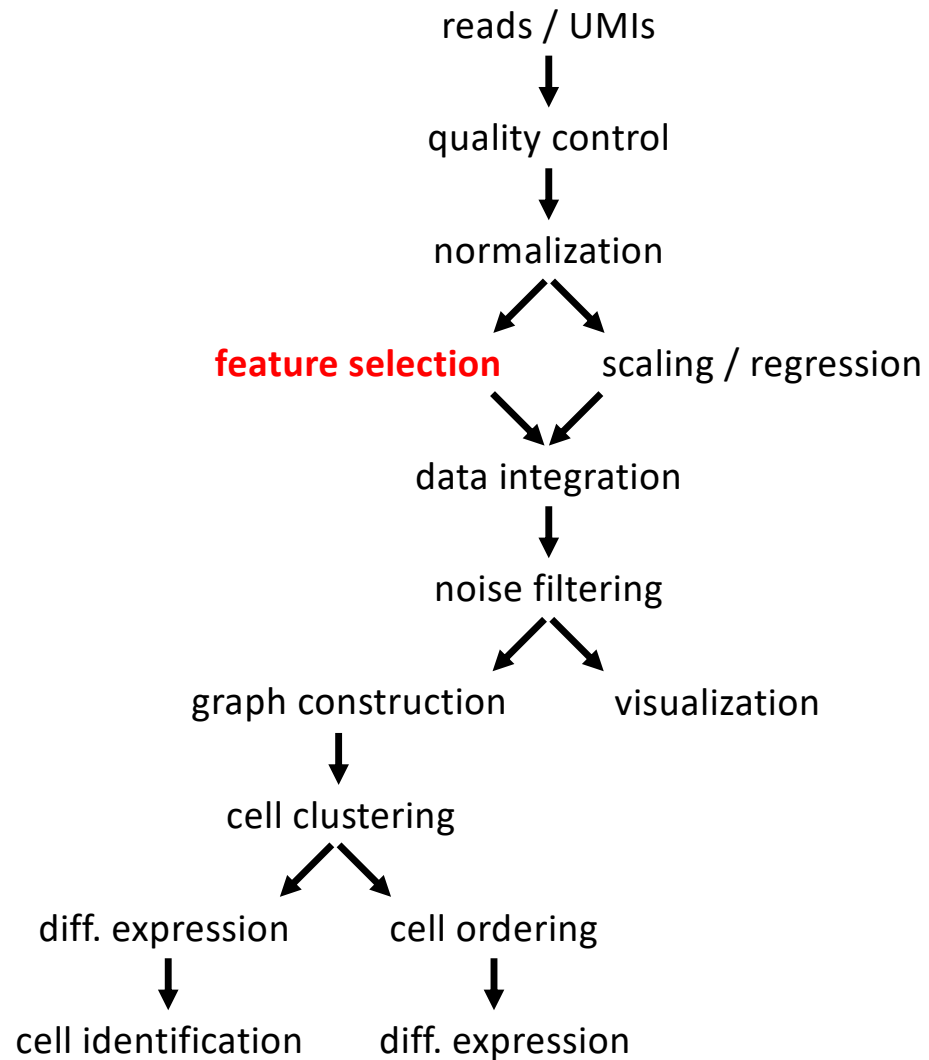 reads / UMIs
quality control
normalization
feature selection
scaling / regression
data integration
noise filtering
graph construction
visualization
cell clustering
diff. expression
cell ordering
cell identification
diff. expression